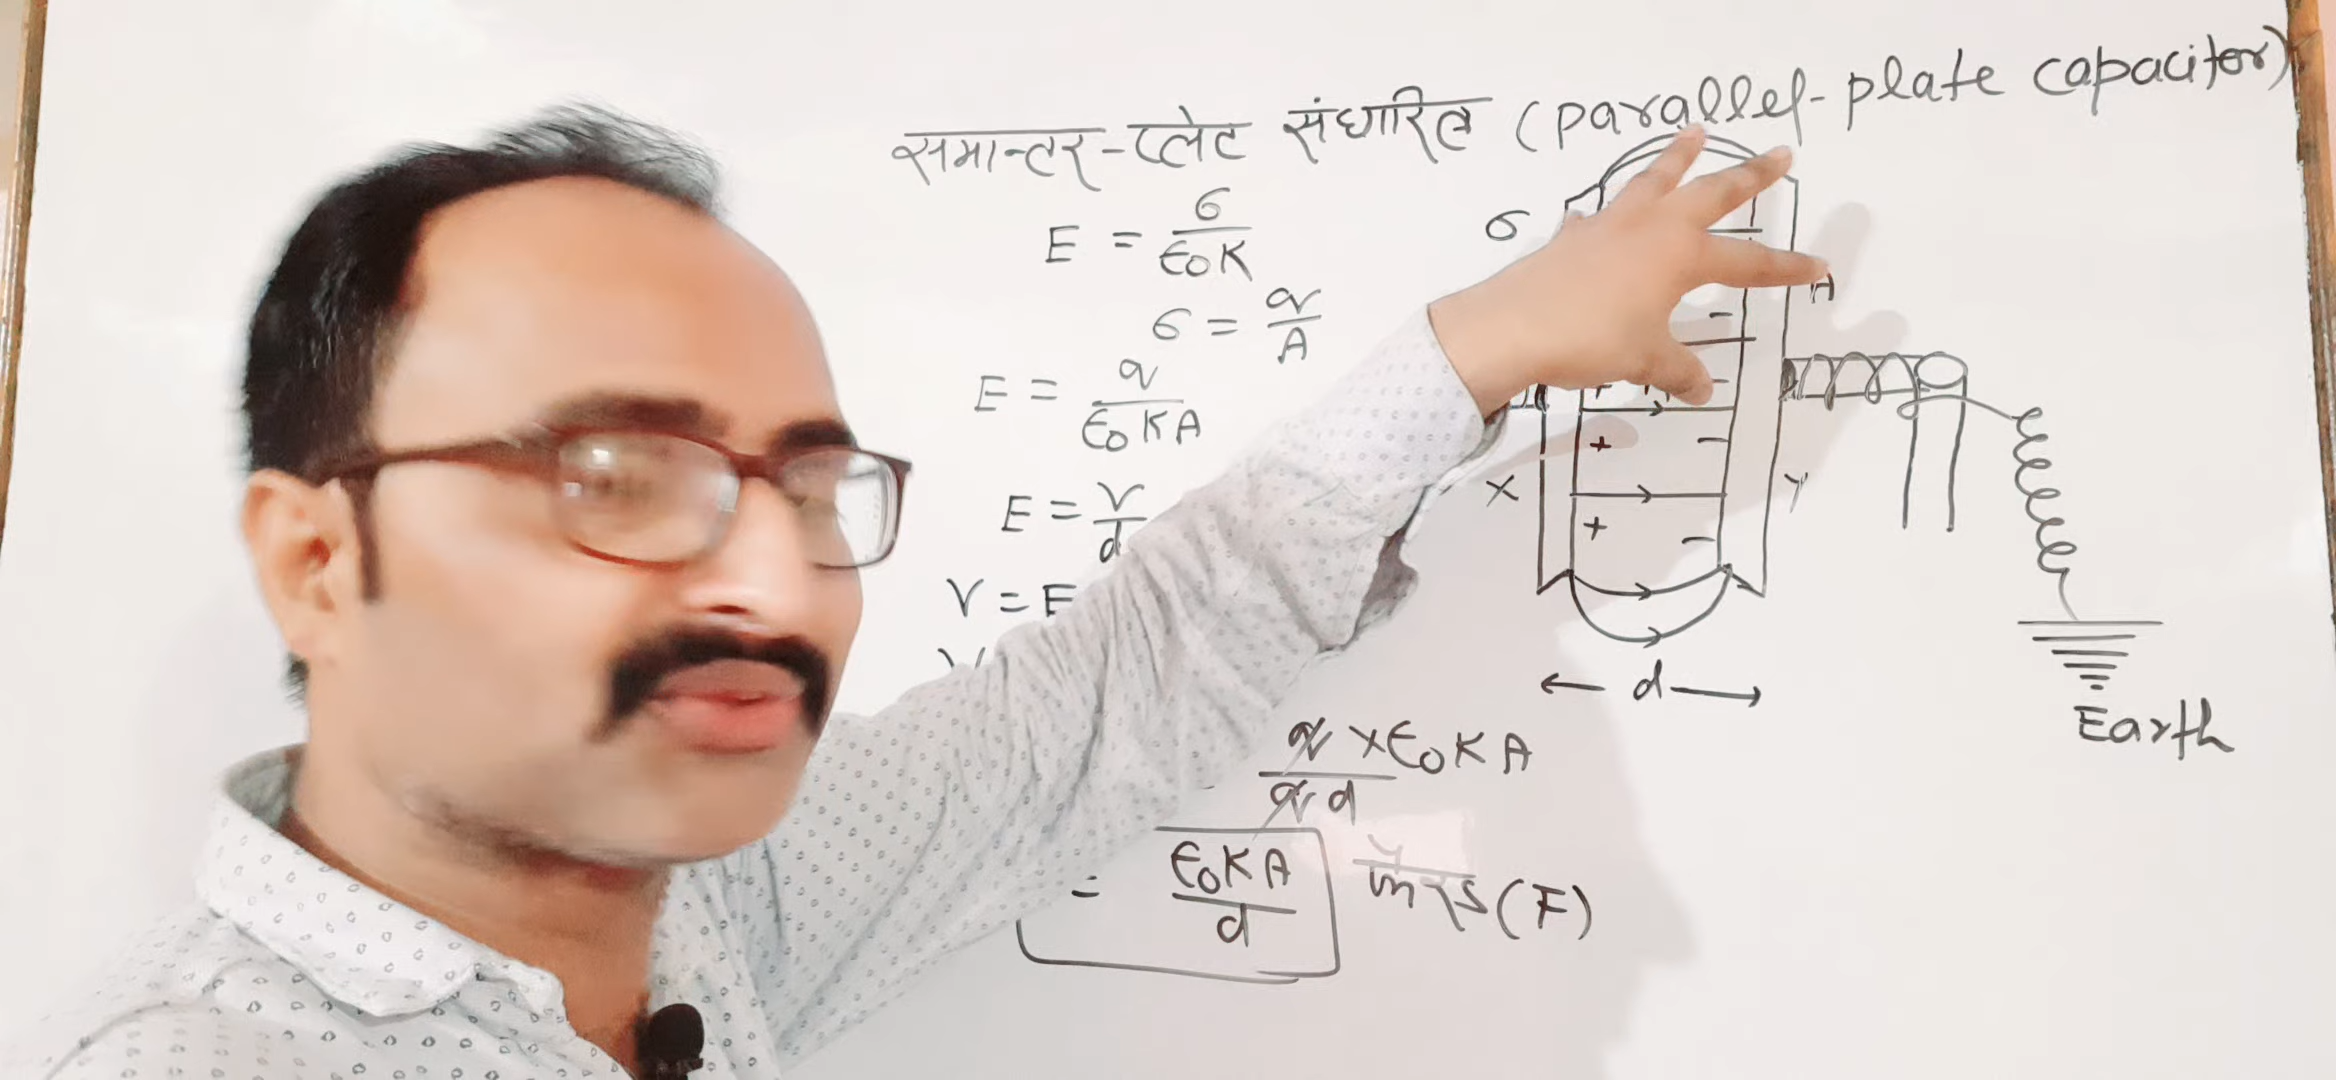 समान्तर-प्लेट संधारित्र (parallel-plate capacitor)
E = σ/ϵ₀K
σ = q/A
E = q/ϵ₀KA
E = V/d
V = E
q × ϵ₀KA / q d
= ϵ₀KA/d फैरड (F)
σ
A
+ -
+ -
X Y
← d →
Earth